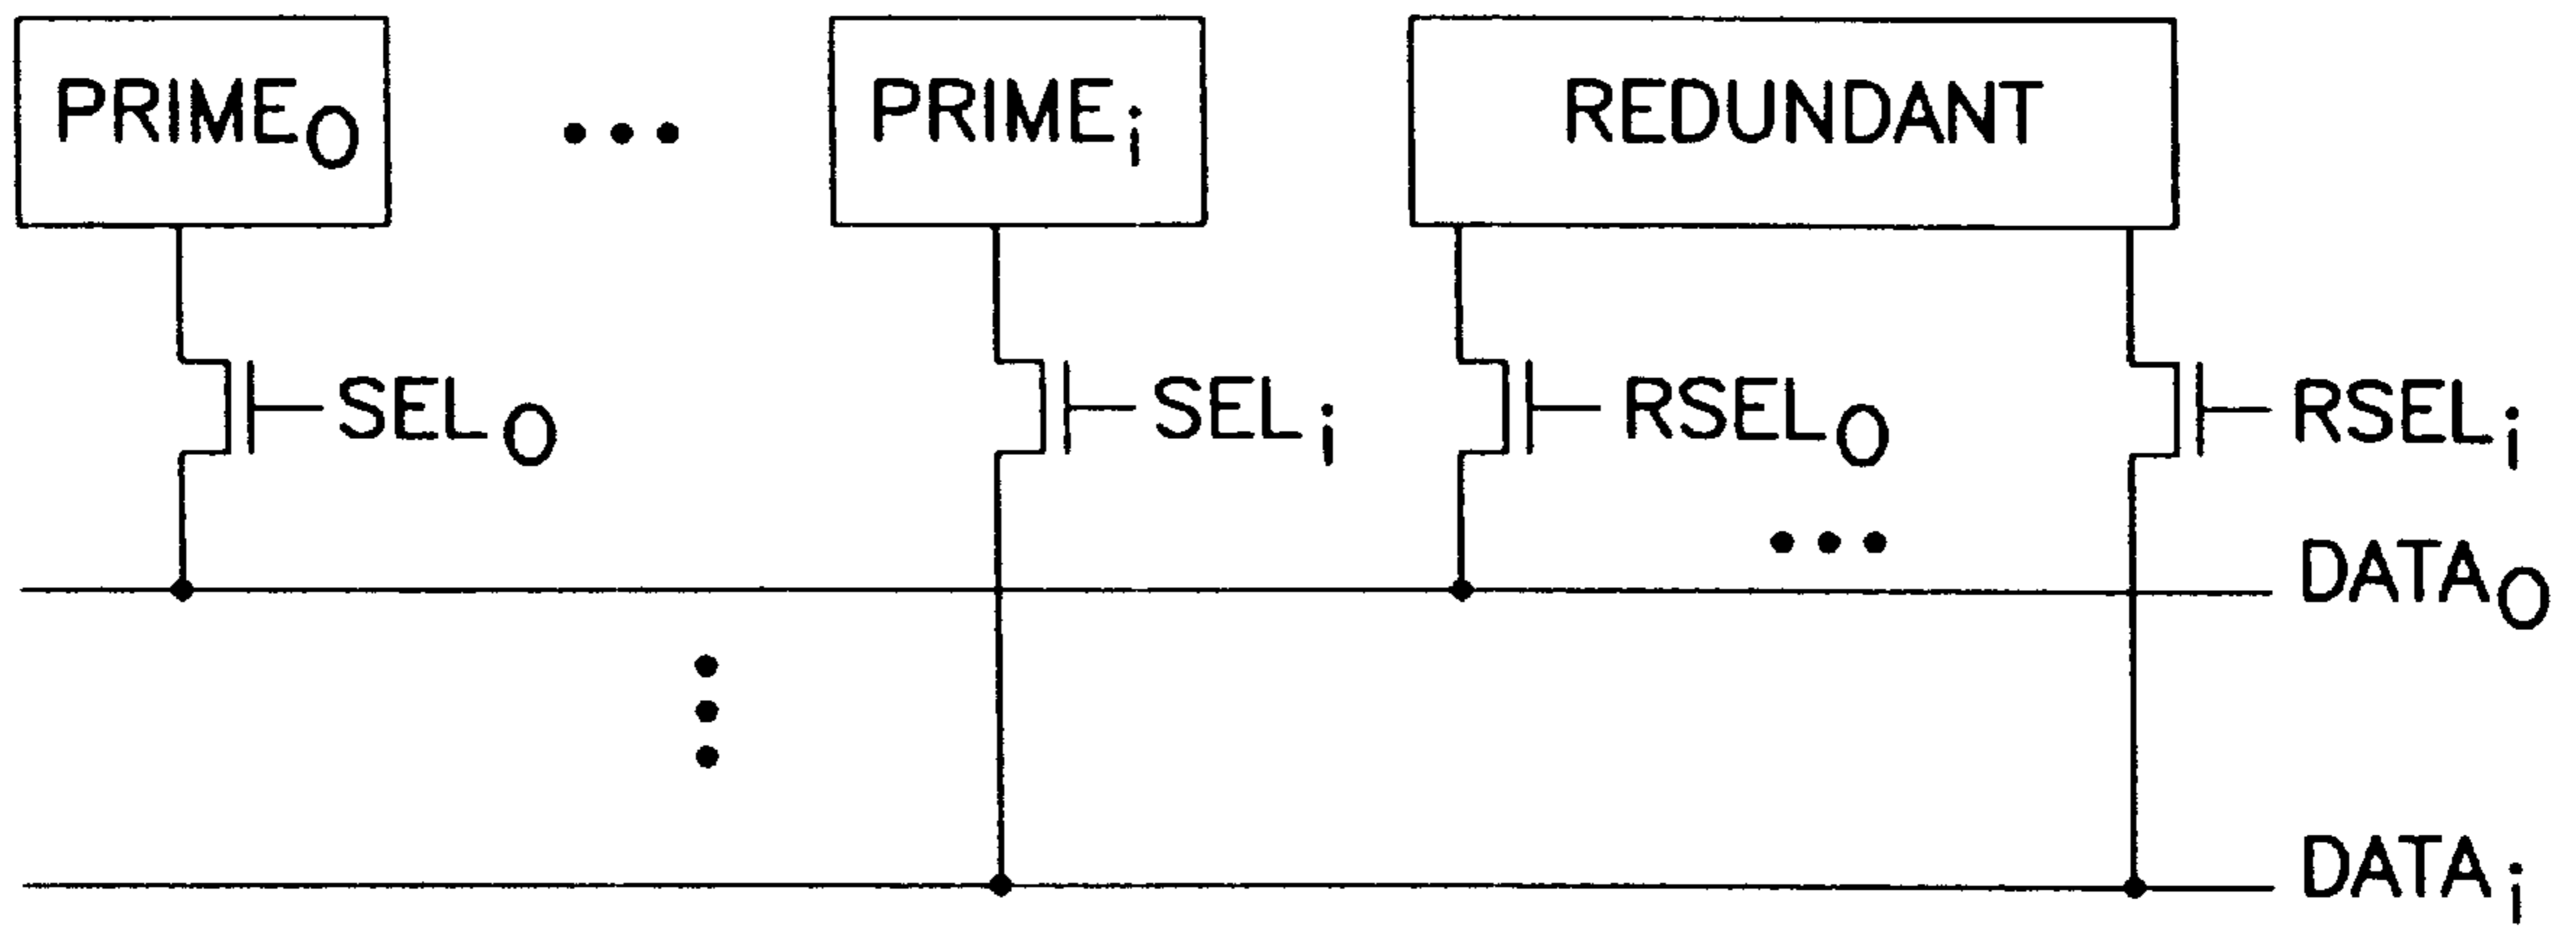 PRIME0 ... PRIMEi REDUNDANT
SEL0 SELi RSEL0 RSELi
...
DATA0
DATAi